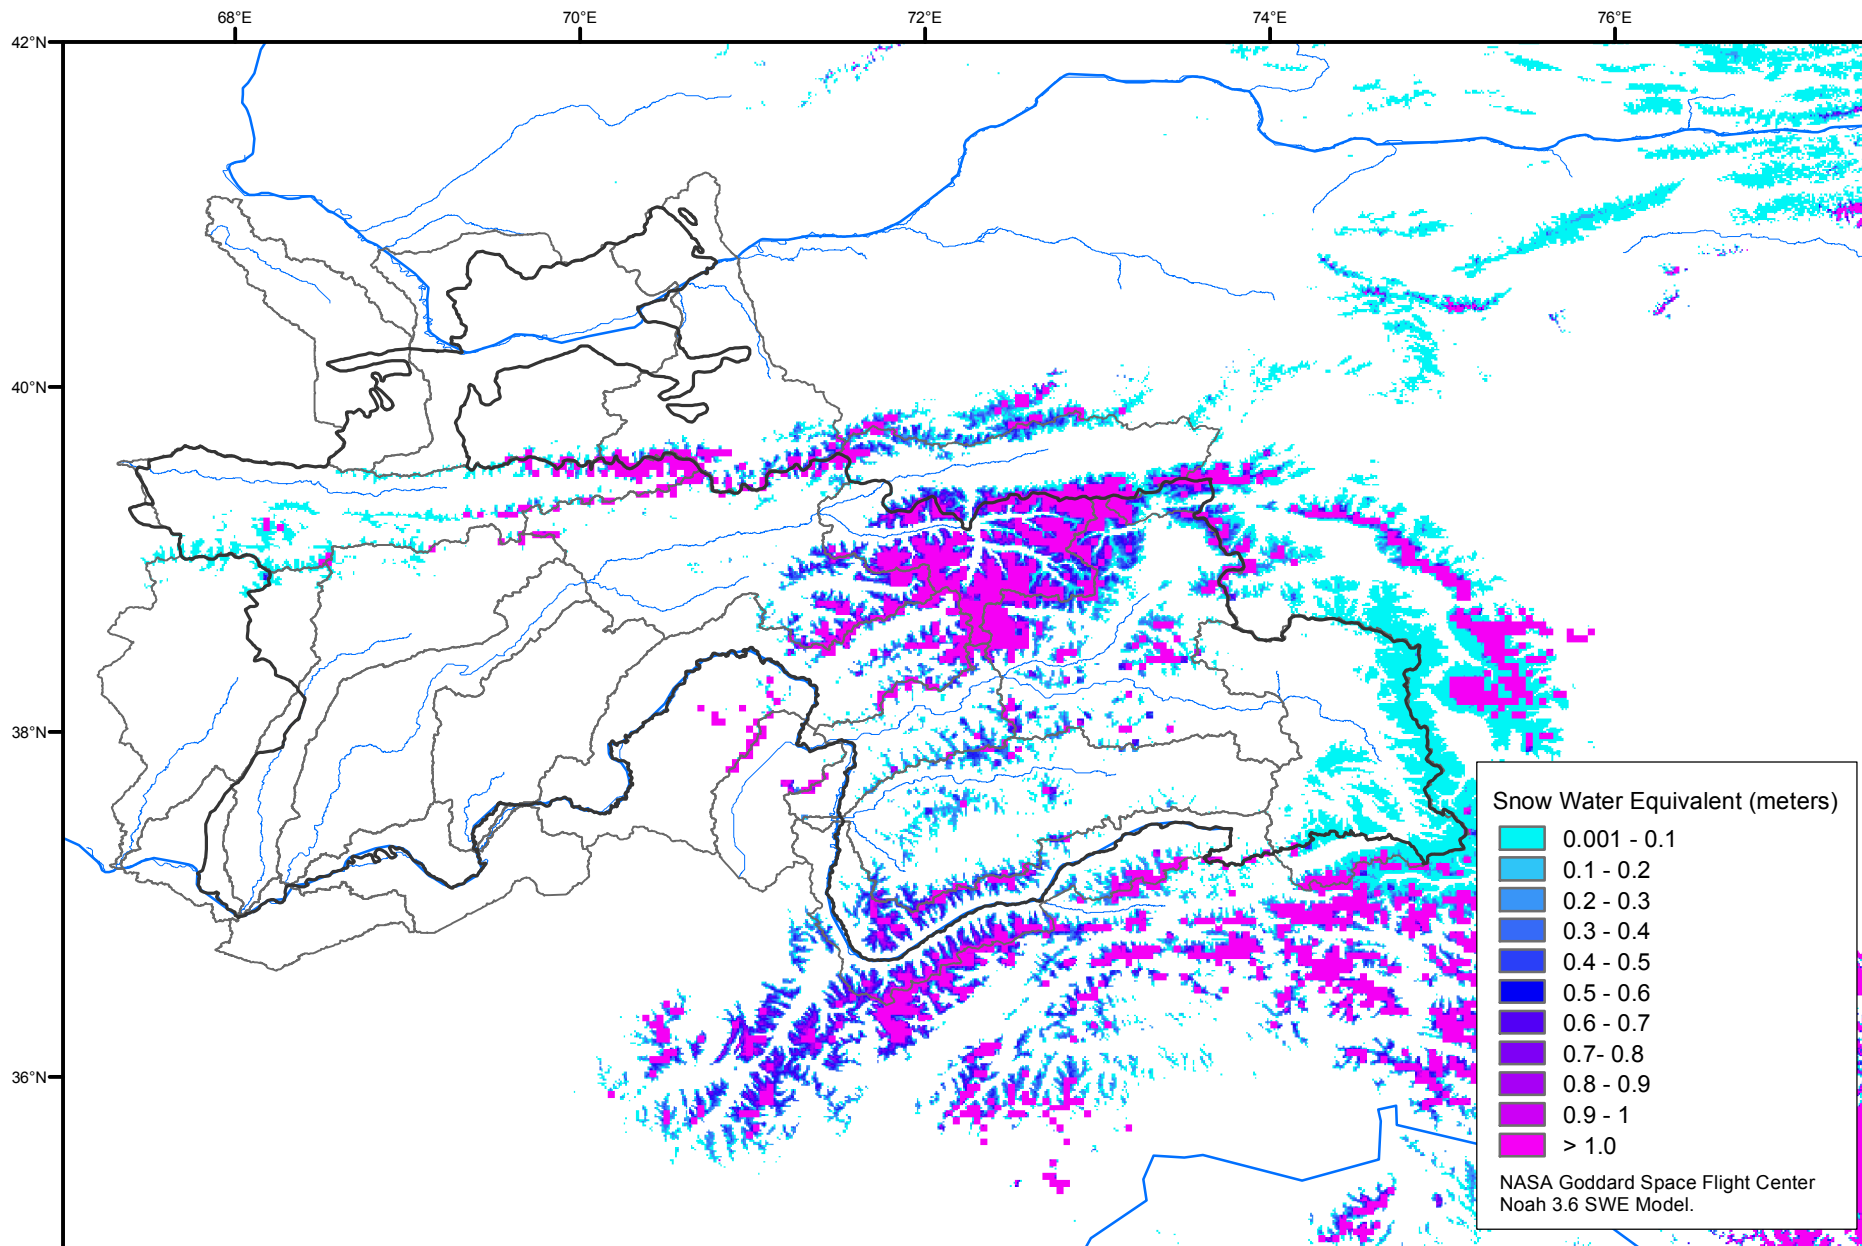 68°E 70°E 72°E 74°E 76°E
42°N
40°N
38°N
36°N
Snow Water Equivalent (meters)
0.001 - 0.1
0.1 - 0.2
0.2 - 0.3
0.3 - 0.4
0.4 - 0.5
0.5 - 0.6
0.6 - 0.7
0.7- 0.8
0.8 - 0.9
0.9 - 1
> 1.0
NASA Goddard Space Flight Center
Noah 3.6 SWE Model.